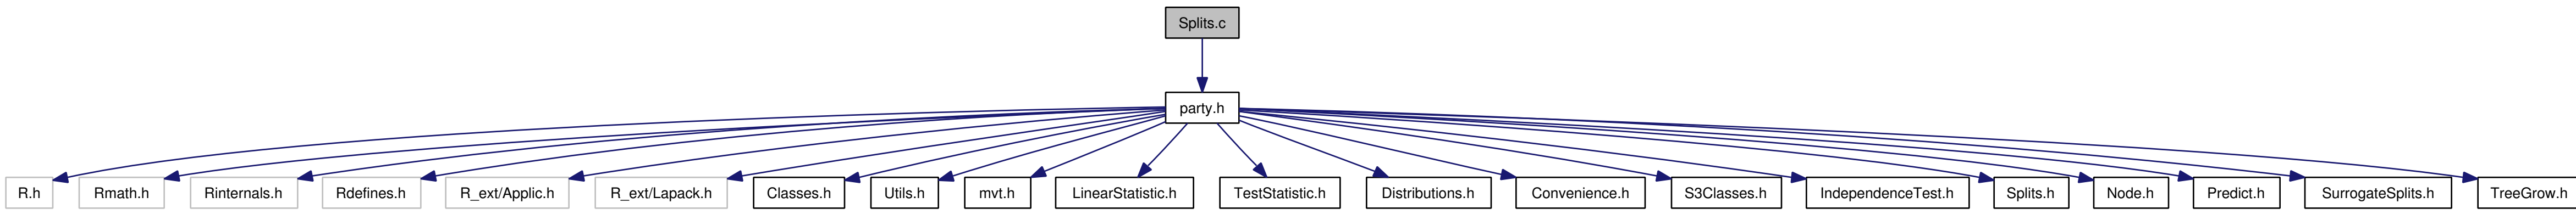 Splits.c
party.h
R.h
Rmath.h
Rinternals.h
Rdefines.h
R_ext/Applic.h
R_ext/Lapack.h
Classes.h
Utils.h
mvt.h
LinearStatistic.h
TestStatistic.h
Distributions.h
Convenience.h
S3Classes.h
IndependenceTest.h
Splits.h
Node.h
Predict.h
SurrogateSplits.h
TreeGrow.h